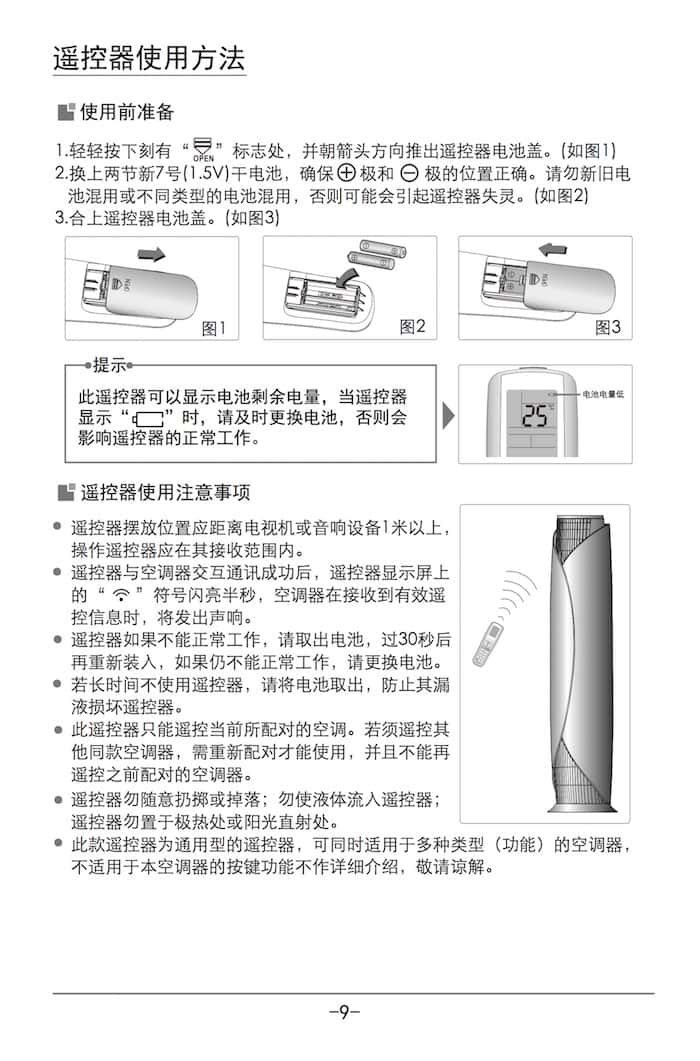 遥控器使用方法
使用前准备
1.轻轻按下刻有“ OPEN ”标志处，并朝箭头方向推出遥控器电池盖。(如图1)
2.换上两节新7号(1.5V)干电池，确保⊕极和⊖极的位置正确。请勿新旧电
池混用或不同类型的电池混用，否则可能会引起遥控器失灵。(如图2)
3.合上遥控器电池盖。(如图3)
OPEN
图1
图2
OPEN
图3
提示
此遥控器可以显示电池剩余电量，当遥控器
显示“ ”时，请及时更换电池，否则会
影响遥控器的正常工作。
25℃
电池电量低
遥控器使用注意事项
● 遥控器摆放位置应距离电视机或音响设备1米以上，
操作遥控器应在其接收范围内。
● 遥控器与空调器交互通讯成功后，遥控器显示屏上
的“ ”符号闪亮半秒，空调器在接收到有效遥
控信息时，将发出声响。
● 遥控器如果不能正常工作，请取出电池，过30秒后
再重新装入，如果仍不能正常工作，请更换电池。
● 若长时间不使用遥控器，请将电池取出，防止其漏
液损坏遥控器。
● 此遥控器只能遥控当前所配对的空调。若须遥控其
他同款空调器，需重新配对才能使用，并且不能再
遥控之前配对的空调器。
● 遥控器勿随意扔掷或掉落；勿使液体流入遥控器；
遥控器勿置于极热处或阳光直射处。
● 此款遥控器为通用型的遥控器，可同时适用于多种类型（功能）的空调器，
不适用于本空调器的按键功能不作详细介绍，敬请谅解。
-9-